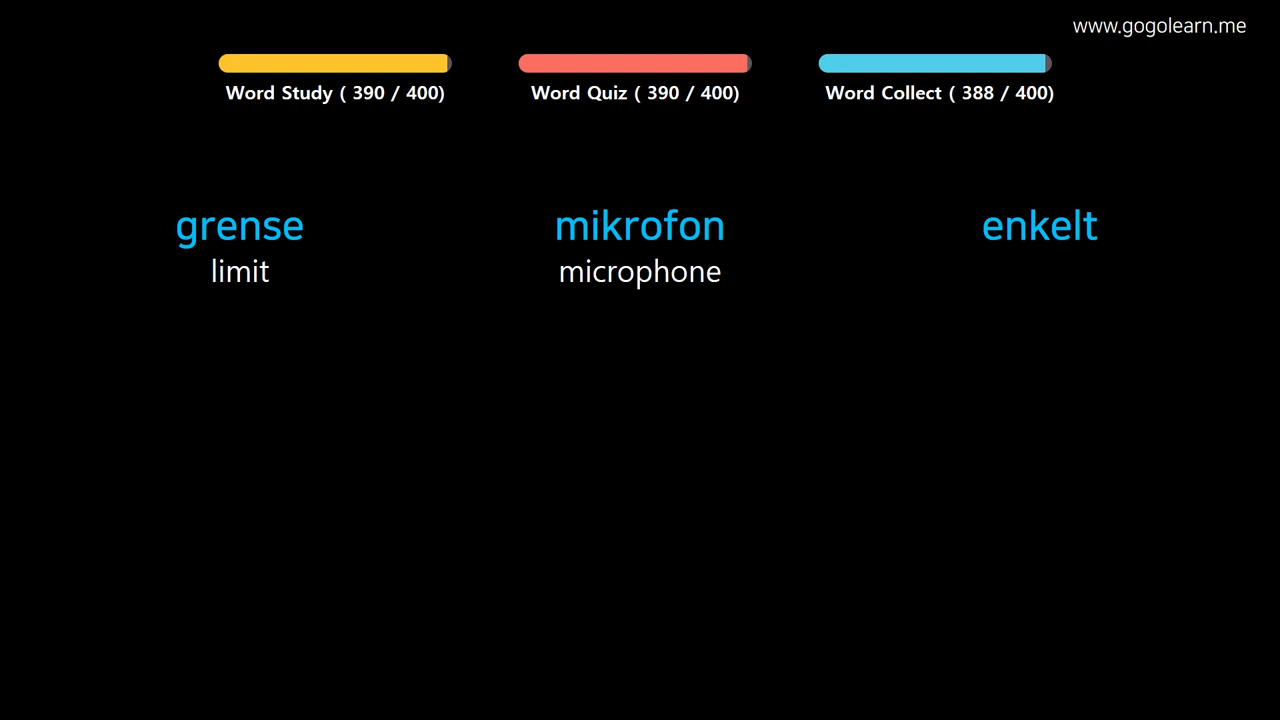 www.gogolearn.me
Word Study ( 390 / 400)
Word Quiz ( 390 / 400)
Word Collect ( 388 / 400)
grense
limit
mikrofon
microphone
enkelt